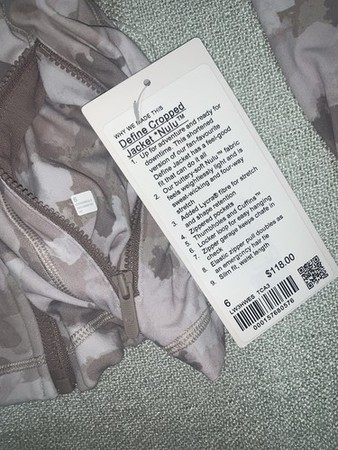 WHY WE MADE THIS
Define Cropped
Jacket *Nulu™
1. Up for adventure and ready for
downtime. This shortened
version of our fan-favourite
Define Jacket has a feel-good
fit that can do it all
2. Our buttery-soft Nulu™ fabric
feels weightlessly light and is
sweat-wicking and four-way
stretch
3. Added Lycra® fibre for stretch
and shape retention
4. Zippered pockets
5. Thumbholes and Cuffins™
6. Locker loop for easy hanging
7. Zipper garage keeps chafe in
check
8. Elastic zipper pull doubles as
an emergency hair tie
9. Slim fit, waist length
6
$118.00
000157680576